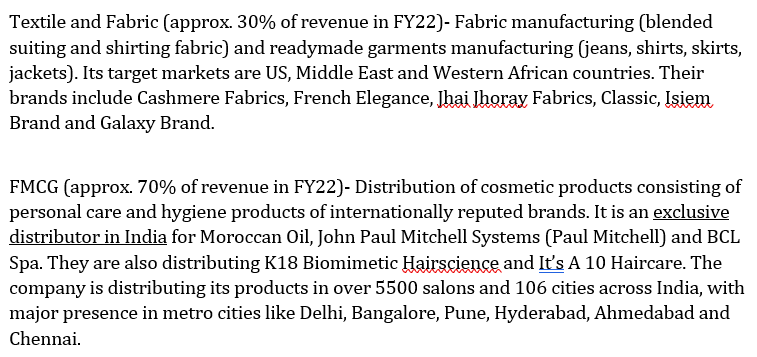 Textile and Fabric (approx. 30% of revenue in FY22)- Fabric manufacturing (blended
suiting and shirting fabric) and readymade garments manufacturing (jeans, shirts, skirts,
jackets). Its target markets are US, Middle East and Western African countries. Their
brands include Cashmere Fabrics, French Elegance, Jhai Jhoray Fabrics, Classic, Isiem
Brand and Galaxy Brand.
FMCG (approx. 70% of revenue in FY22)- Distribution of cosmetic products consisting of
personal care and hygiene products of internationally reputed brands. It is an exclusive
distributor in India for Moroccan Oil, John Paul Mitchell Systems (Paul Mitchell) and BCL
Spa. They are also distributing K18 Biomimetic Hairscience and It's A 10 Haircare. The
company is distributing its products in over 5500 salons and 106 cities across India, with
major presence in metro cities like Delhi, Bangalore, Pune, Hyderabad, Ahmedabad and
Chennai.